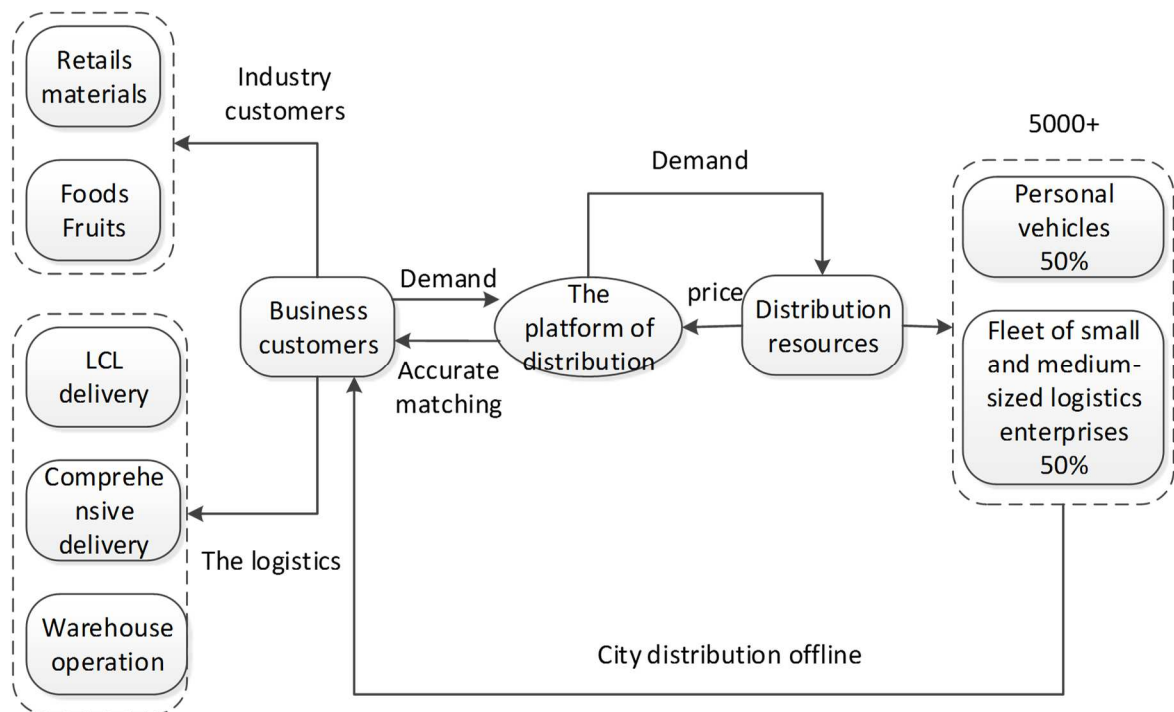 Retails
materials
Foods
Fruits
Industry
customers
LCL
delivery
Comprehe
nsive
delivery
Warehouse
operation
The logistics
Business
customers
Demand
Accurate
matching
The
platform of
distribution
Demand
price
Distribution
resources
5000+
Personal
vehicles
50%
Fleet of small
and medium-
sized logistics
enterprises
50%
City distribution offline